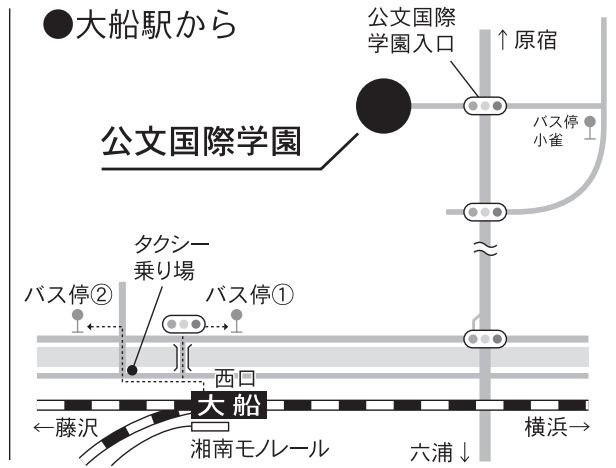 ●大船駅から
公文国際
学園入口
↑原宿
バス停
小雀
公文国際学園
タクシー
乗り場
バス停②
バス停①
西口
大船
←藤沢
横浜→
湘南モノレール
六浦↓